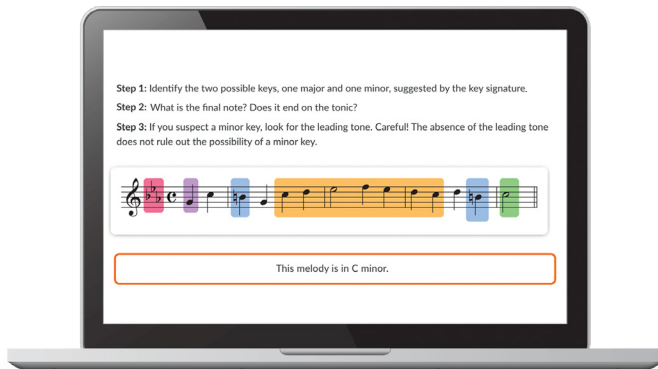 Step 1: Identify the two possible keys, one major and one minor, suggested by the key signature.
Step 2: What is the final note? Does it end on the tonic?
Step 3: If you suspect a minor key, look for the leading tone. Careful! The absence of the leading tone
does not rule out the possibility of a minor key.
This melody is in C minor.